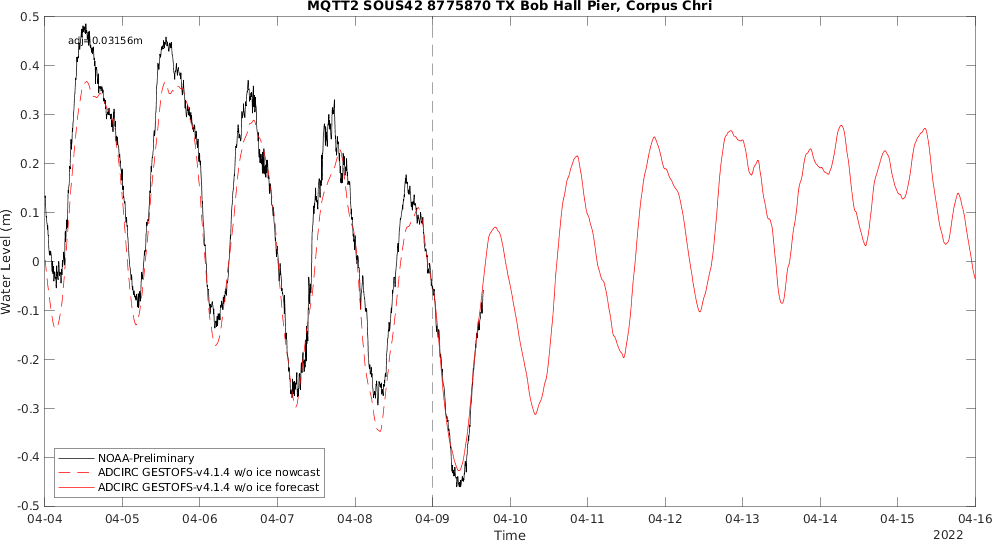 MQTT2 SOUS42 8775870 TX Bob Hall Pier, Corpus Chri
adj=0.03156m
0.5
0.4
0.3
0.2
0.1
0
-0.1
-0.2
-0.3
-0.4
-0.5
Water Level (m)
NOAA-Preliminary
ADCIRC GESTOFS-v4.1.4 w/o ice nowcast
ADCIRC GESTOFS-v4.1.4 w/o ice forecast
04-04 04-05 04-06 04-07 04-08 04-09 04-10 04-11 04-12 04-13 04-14 04-15 04-16
Time
2022